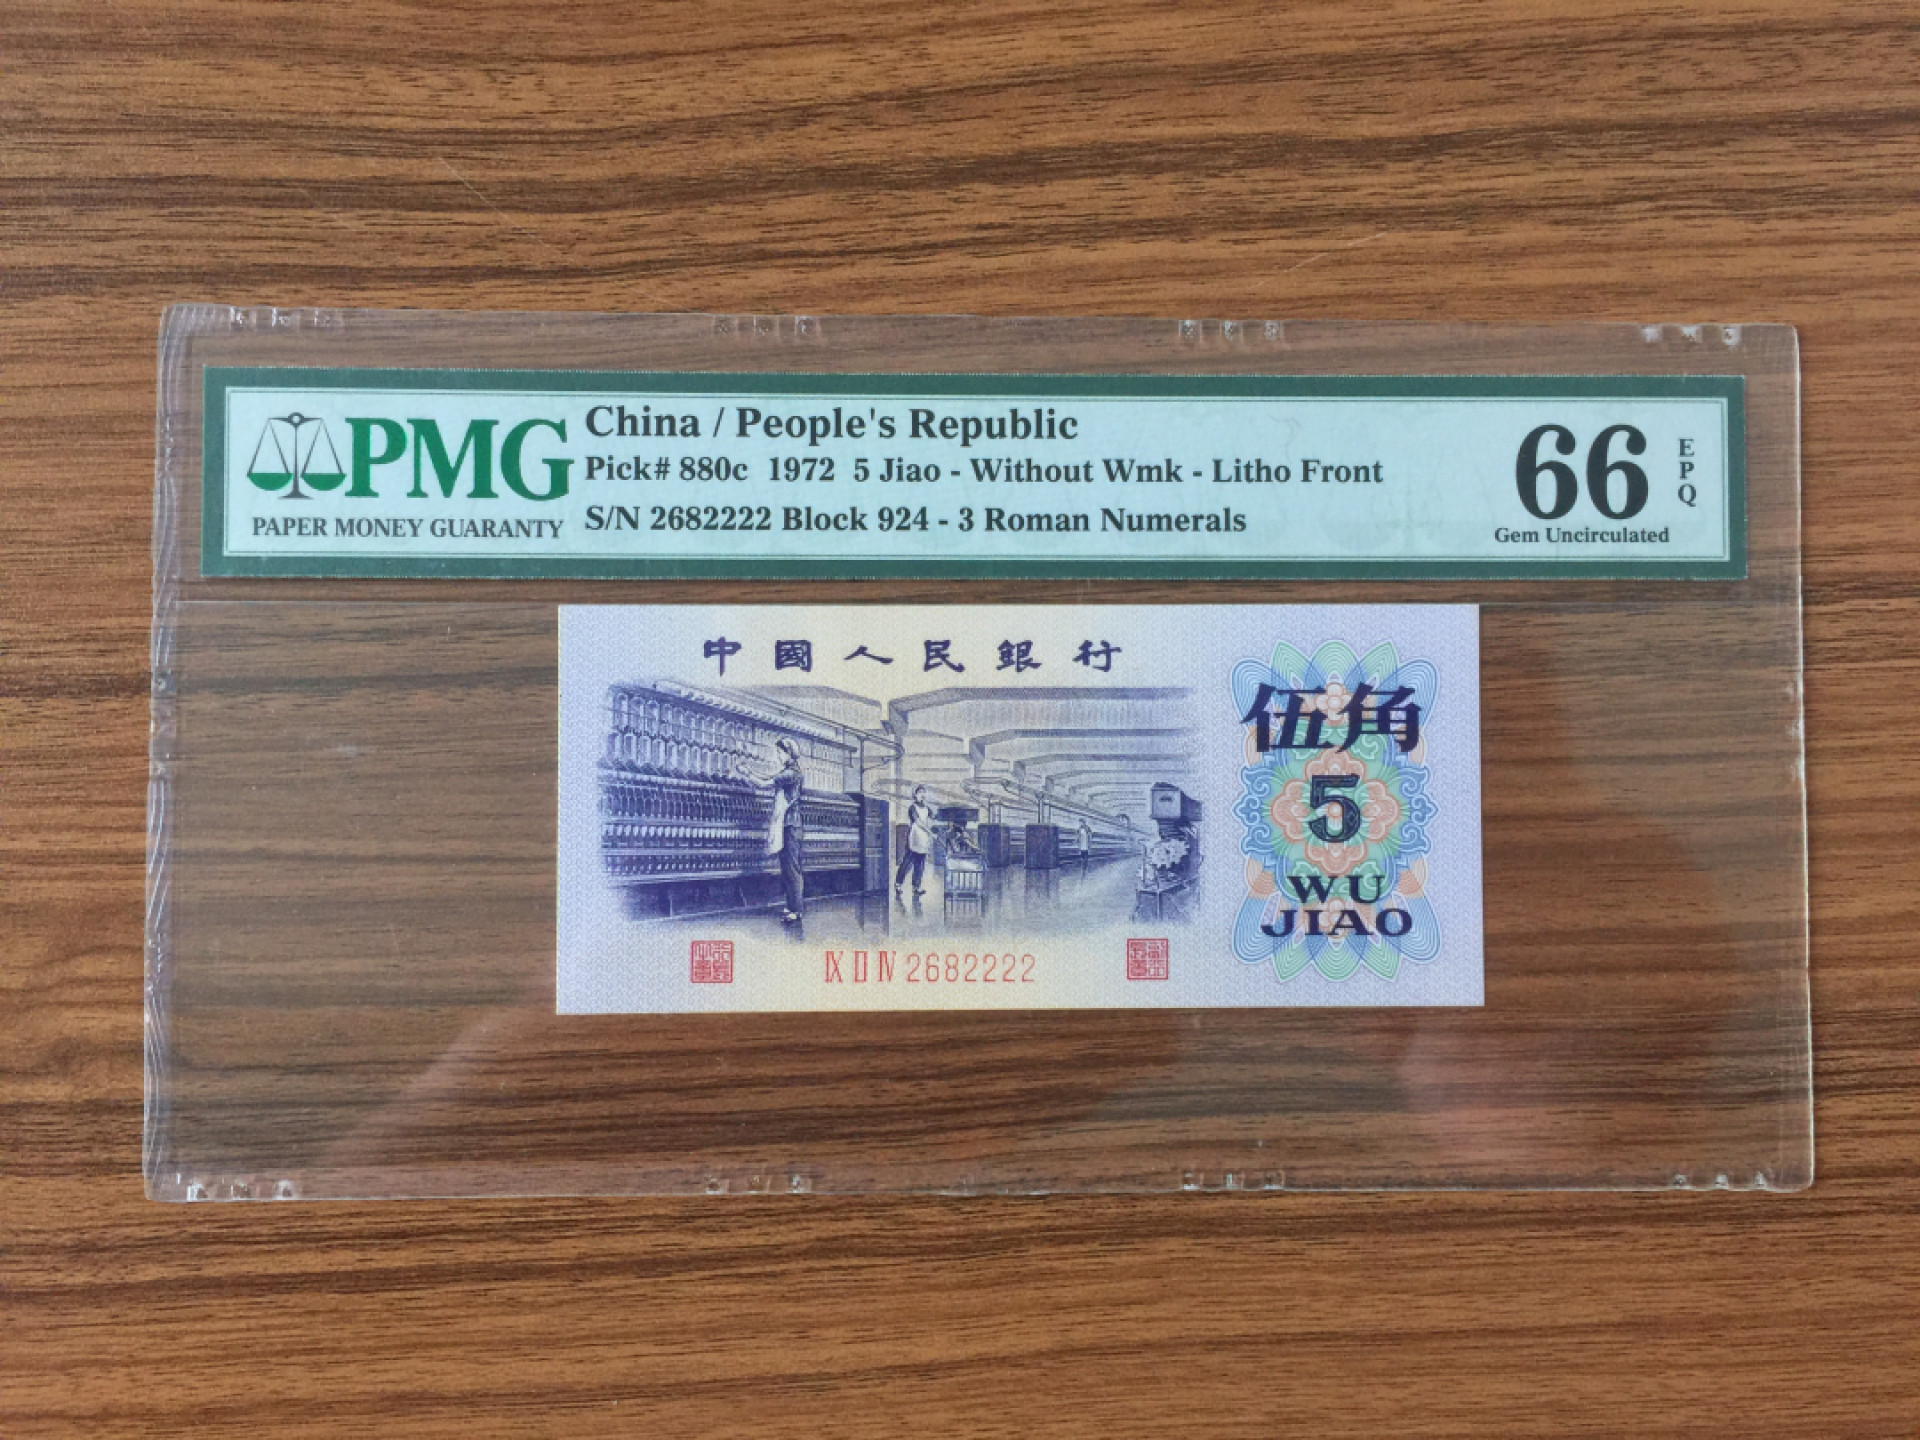 PMG
PAPER MONEY GUARANTY
China / People's Republic
Pick# 880c 1972 5 Jiao - Without Wmk - Litho Front
S/N 2682222 Block 924 - 3 Roman Numerals
66
EPQ
Gem Uncirculated
中國人民銀行
伍角
5
WU
JIAO
IX II IV 2682222